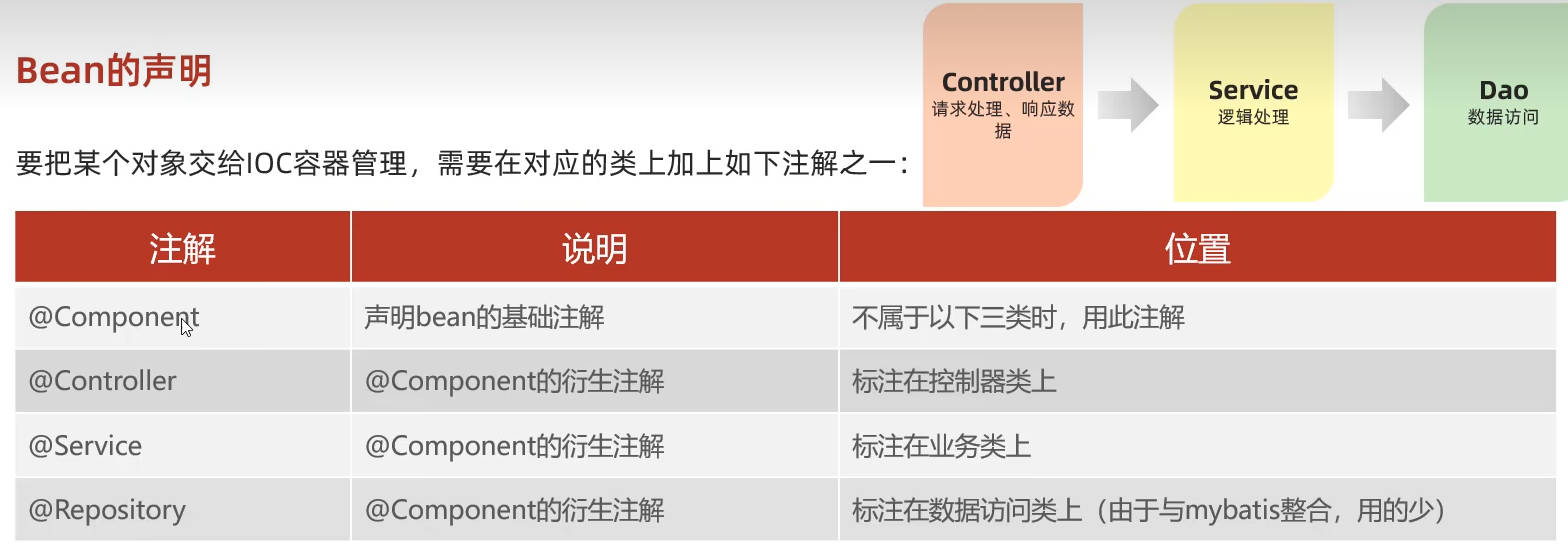 Bean的声明
Controller
请求处理、响应数
据
Service
逻辑处理
Dao
数据访问
要把某个对象交给IOC容器管理，需要在对应的类上加上如下注解之一：
注解 说明 位置
@Component 声明bean的基础注解 不属于以下三类时，用此注解
@Controller @Component的衍生注解 标注在控制器类上
@Service @Component的衍生注解 标注在业务类上
@Repository @Component的衍生注解 标注在数据访问类上（由于与mybatis整合，用的少）